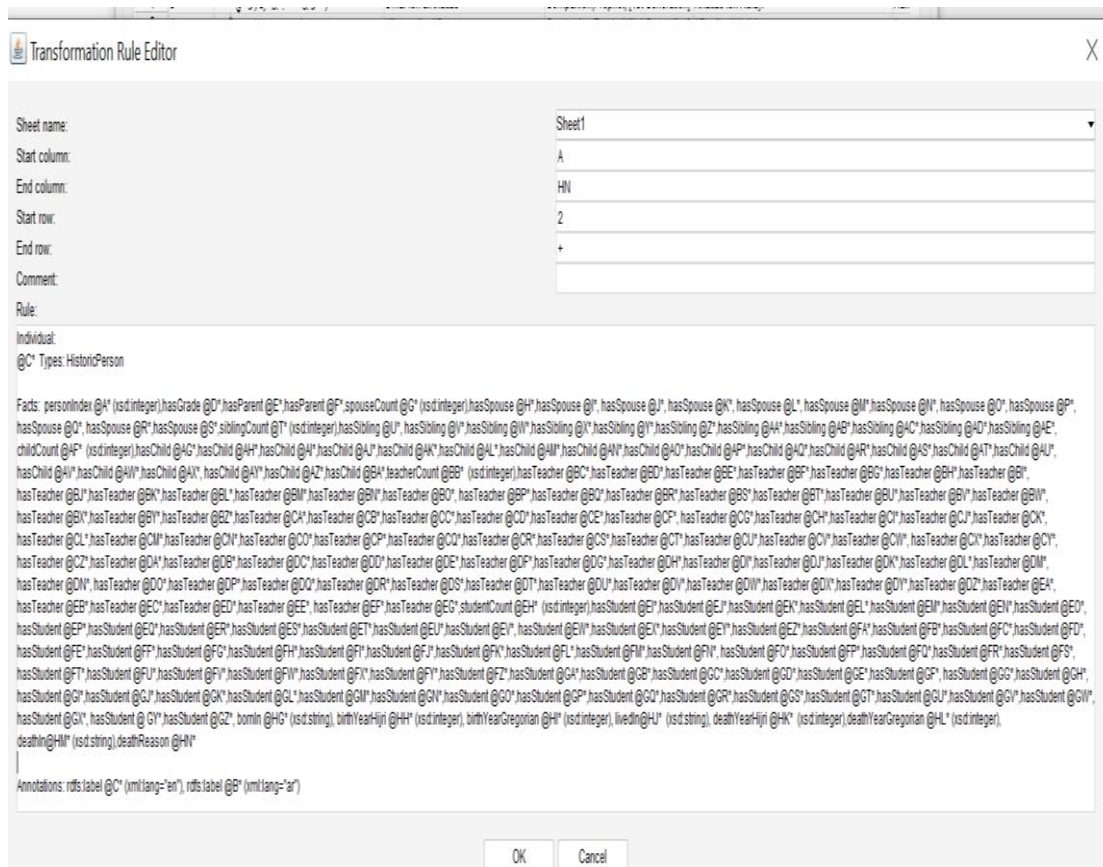 Transformation Rule Editor
X
Sheet name:
Sheet1
Start column:
A
End column:
HN
Start row:
2
End row:
+
Comment:
Rule:
Individual:
@C* Types: HistoricPerson
Facts: personIndex @A* (xsd:integer),hasGrade @D*,hasParent @E*,hasParent @F*,spouseCount @G* (xsd:integer),hasSpouse @H*,hasSpouse @I*, hasSpouse @J*, hasSpouse @K*, hasSpouse @L*, hasSpouse @M*,hasSpouse @N*, hasSpouse @O*, hasSpouse @P*,
hasSpouse @Q*, hasSpouse @R*,hasSpouse @S*,siblingCount @T* (xsd:integer),hasSibling @U*, hasSibling @V*,hasSibling @W*,hasSibling @X*,hasSibling @Y*,hasSibling @Z*,hasSibling @AA*,hasSibling @AB*,hasSibling @AC*,hasSibling @AD*,hasSibling @AE*,
childCount @AF* (xsd:integer),hasChild @AG*,hasChild @AH*,hasChild @AI*,hasChild @AJ*,hasChild @AK*,hasChild @AL*,hasChild @AM*,hasChild @AN*,hasChild @AO*,hasChild @AP*,hasChild @AQ*,hasChild @AR*,hasChild @AS*,hasChild @AT*,hasChild @AU*,
hasChild @AV*,hasChild @AW*,hasChild @AX*, hasChild @AY*,hasChild @AZ*,hasChild @BA*,teacherCount @BB* (xsd:integer),hasTeacher @BC*,hasTeacher @BD*,hasTeacher @BE*,hasTeacher @BF*,hasTeacher @BG*,hasTeacher @BH*,hasTeacher @BI*,
hasTeacher @BJ*,hasTeacher @BK*,hasTeacher @BL*,hasTeacher @BM*,hasTeacher @BN*,hasTeacher @BO*, hasTeacher @BP*,hasTeacher @BQ*,hasTeacher @BR*,hasTeacher @BS*,hasTeacher @BT*,hasTeacher @BU*,hasTeacher @BV*,hasTeacher @BW*,
hasTeacher @BX*,hasTeacher @BY*,hasTeacher @BZ*,hasTeacher @CA*,hasTeacher @CB*,hasTeacher @CC*,hasTeacher @CD*,hasTeacher @CE*,hasTeacher @CF*, hasTeacher @CG*,hasTeacher @CH*,hasTeacher @CI*,hasTeacher @CJ*,hasTeacher @CK*,
hasTeacher @CL*,hasTeacher @CM*,hasTeacher @CN*,hasTeacher @CO*,hasTeacher @CP*,hasTeacher @CQ*,hasTeacher @CR*,hasTeacher @CS*,hasTeacher @CT*,hasTeacher @CU*,hasTeacher @CV*,hasTeacher @CW*, hasTeacher @CX*,hasTeacher @CY*,
hasTeacher @CZ*,hasTeacher @DA*,hasTeacher @DB*,hasTeacher @DC*,hasTeacher @DD*,hasTeacher @DE*,hasTeacher @DF*,hasTeacher @DG*,hasTeacher @DH*,hasTeacher @DI*,hasTeacher @DJ*,hasTeacher @DK*,hasTeacher @DL*,hasTeacher @DM*,
hasTeacher @DN*, hasTeacher @DO*,hasTeacher @DP*,hasTeacher @DQ*,hasTeacher @DR*,hasTeacher @DS*,hasTeacher @DT*,hasTeacher @DU*,hasTeacher @DV*,hasTeacher @DW*,hasTeacher @DX*,hasTeacher @DY*,hasTeacher @DZ*,hasTeacher @EA*,
hasTeacher @EB*,hasTeacher @EC*,hasTeacher @ED*,hasTeacher @EE*, hasTeacher @EF*,hasTeacher @EG*,studentCount @EH* (xsd:integer),hasStudent @EI*,hasStudent @EJ*,hasStudent @EK*,hasStudent @EL*,hasStudent @EM*,hasStudent @EN*,hasStudent @EO*,
hasStudent @EP*,hasStudent @EQ*,hasStudent @ER*,hasStudent @ES*,hasStudent @ET*,hasStudent @EU*,hasStudent @EV*, hasStudent @EW*,hasStudent @EX*,hasStudent @EY*,hasStudent @EZ*,hasStudent @FA*,hasStudent @FB*,hasStudent @FC*,hasStudent @FD*,
hasStudent @FE*,hasStudent @FF*,hasStudent @FG*,hasStudent @FH*,hasStudent @FI*,hasStudent @FJ*,hasStudent @FK*,hasStudent @FL*,hasStudent @FM*,hasStudent @FN*, hasStudent @FO*,hasStudent @FP*,hasStudent @FQ*,hasStudent @FR*,hasStudent @FS*,
hasStudent @FT*,hasStudent @FU*,hasStudent @FV*,hasStudent @FW*,hasStudent @FX*,hasStudent @FY*,hasStudent @FZ*,hasStudent @GA*,hasStudent @GB*,hasStudent @GC*,hasStudent @GD*,hasStudent @GE*,hasStudent @GF*, hasStudent @GG*,hasStudent @GH*,
hasStudent @GI*,hasStudent @GJ*,hasStudent @GK*,hasStudent @GL*,hasStudent @GM*,hasStudent @GN*,hasStudent @GO*,hasStudent @GP*,hasStudent @GQ*,hasStudent @GR*,hasStudent @GS*,hasStudent @GT*,hasStudent @GU*,hasStudent @GV*,hasStudent @GW*,
hasStudent @GX*, hasStudent @ GY*,hasStudent @GZ*, bornIn @HG* (xsd:string), birthYearHijri @HH* (xsd:integer), birthYearGregorian @HI* (xsd:integer), livedIn@HJ* (xsd:string), deathYearHijri @HK* (xsd:integer),deathYearGregorian @HL* (xsd:integer),
deathIn@HM* (xsd:string),deathReason @HN*
Annotations: rdfs:label @C* (xml:lang="en"), rdfs:label @B* (xml:lang="ar")
OK
Cancel